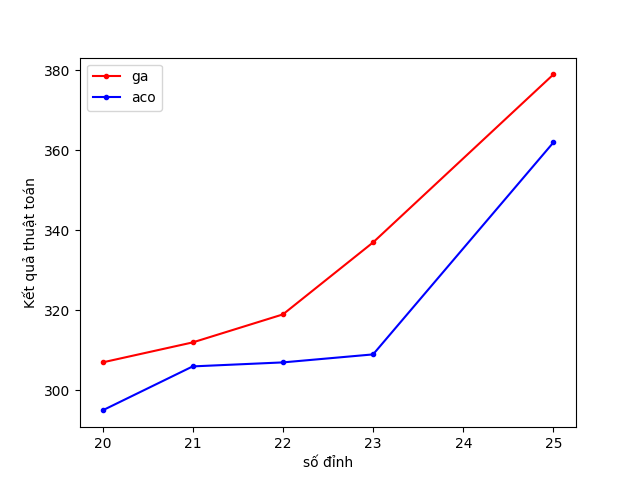 ga
aco
380
360
340
320
300
Kết quả thuật toán
20 21 22 23 24 25
số đỉnh